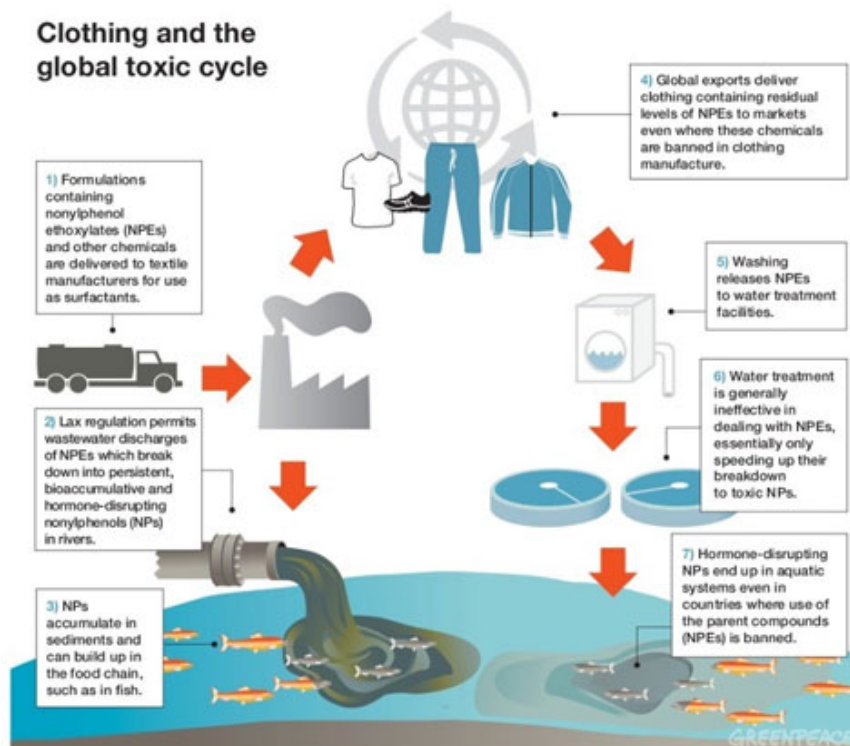 Clothing and the
global toxic cycle
1) Formulations
containing
nonylphenol
ethoxylates (NPEs)
and other chemicals
are delivered to textile
manufacturers for use
as surfactants.
2) Lax regulation permits
wastewater discharges
of NPEs which break
down into persistent,
bioaccumulative and
hormone-disrupting
nonylphenols (NPs)
in rivers.
3) NPs
accumulate in
sediments and
can build up in
the food chain,
such as in fish.
4) Global exports deliver
clothing containing residual
levels of NPEs to markets
even where these chemicals
are banned in clothing
manufacture.
5) Washing
releases NPEs
to water treatment
facilities.
6) Water treatment
is generally
ineffective in
dealing with NPEs,
essentially only
speeding up their
breakdown
to toxic NPs.
7) Hormone-disrupting
NPs end up in aquatic
systems even in
countries where use of
the parent compounds
(NPEs) is banned.
GREENPEACE